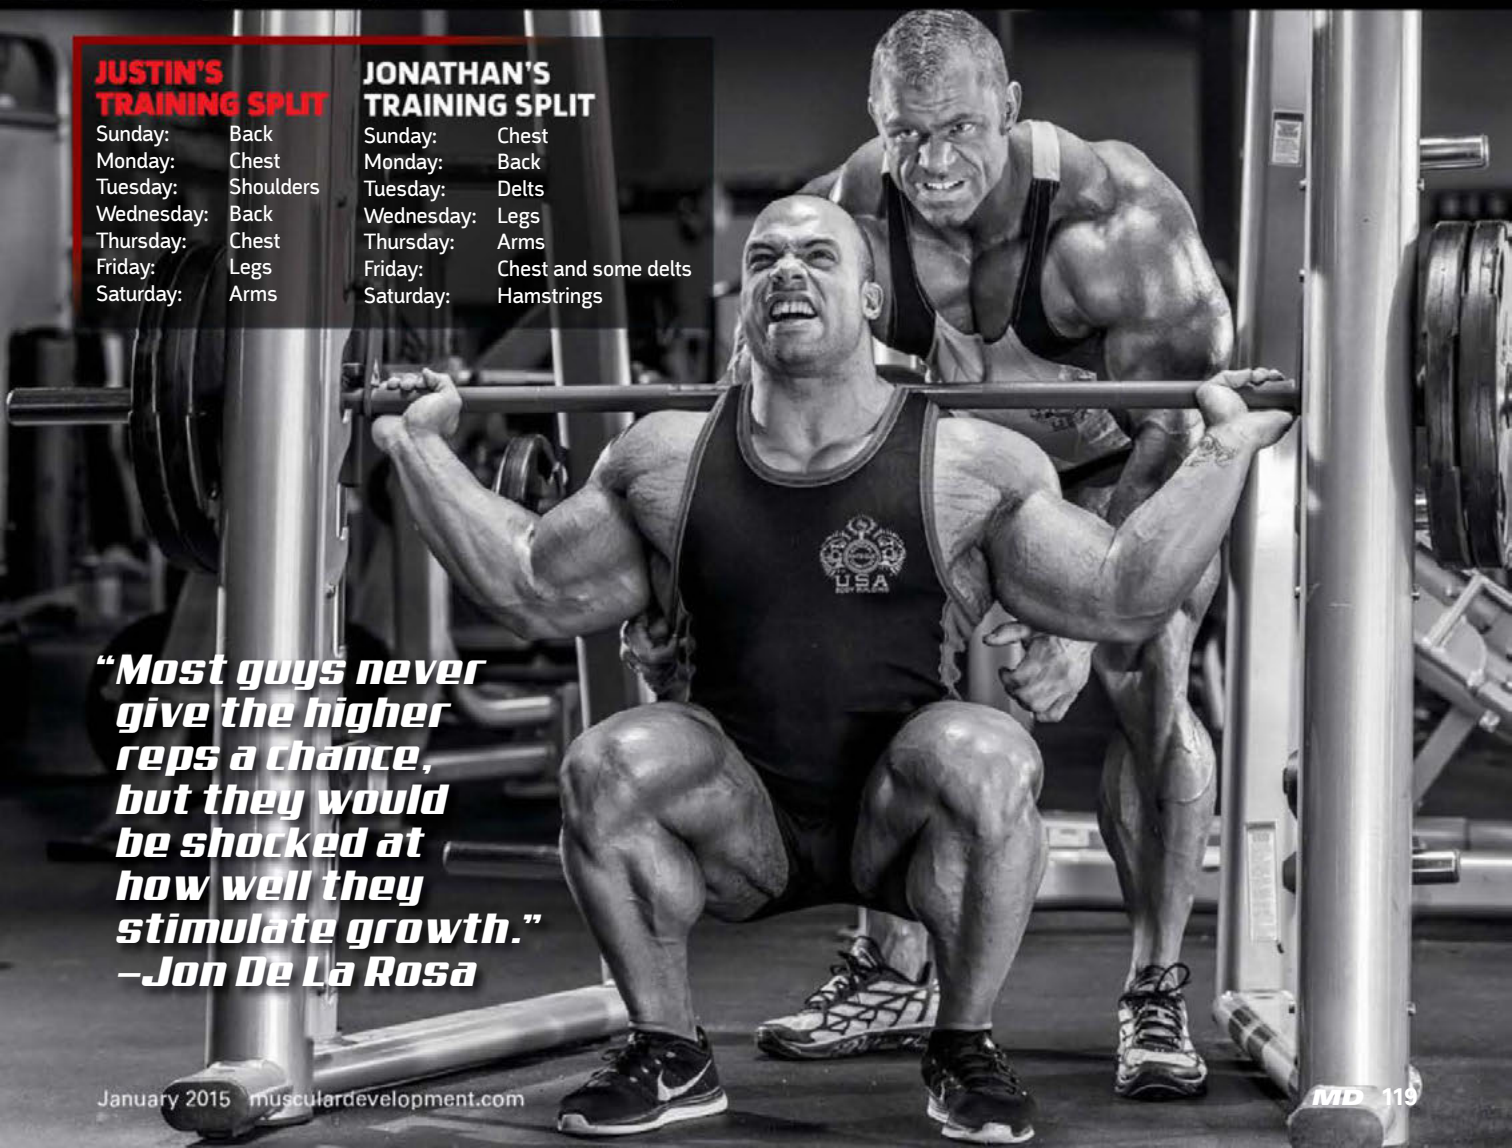 JUSTIN'S
TRAINING SPLIT
Sunday: Back
Monday: Chest
Tuesday: Shoulders
Wednesday: Back
Thursday: Chest
Friday: Legs
Saturday: Arms
JONATHAN'S
TRAINING SPLIT
Sunday: Chest
Monday: Back
Tuesday: Delts
Wednesday: Legs
Thursday: Arms
Friday: Chest and some delts
Saturday: Hamstrings
USA
BODY BUILDING
“Most guys never
give the higher
reps a chance,
but they would
be shocked at
how well they
stimulate growth.”
–Jon De La Rosa
January 2015 musculardevelopment.com
MD 119